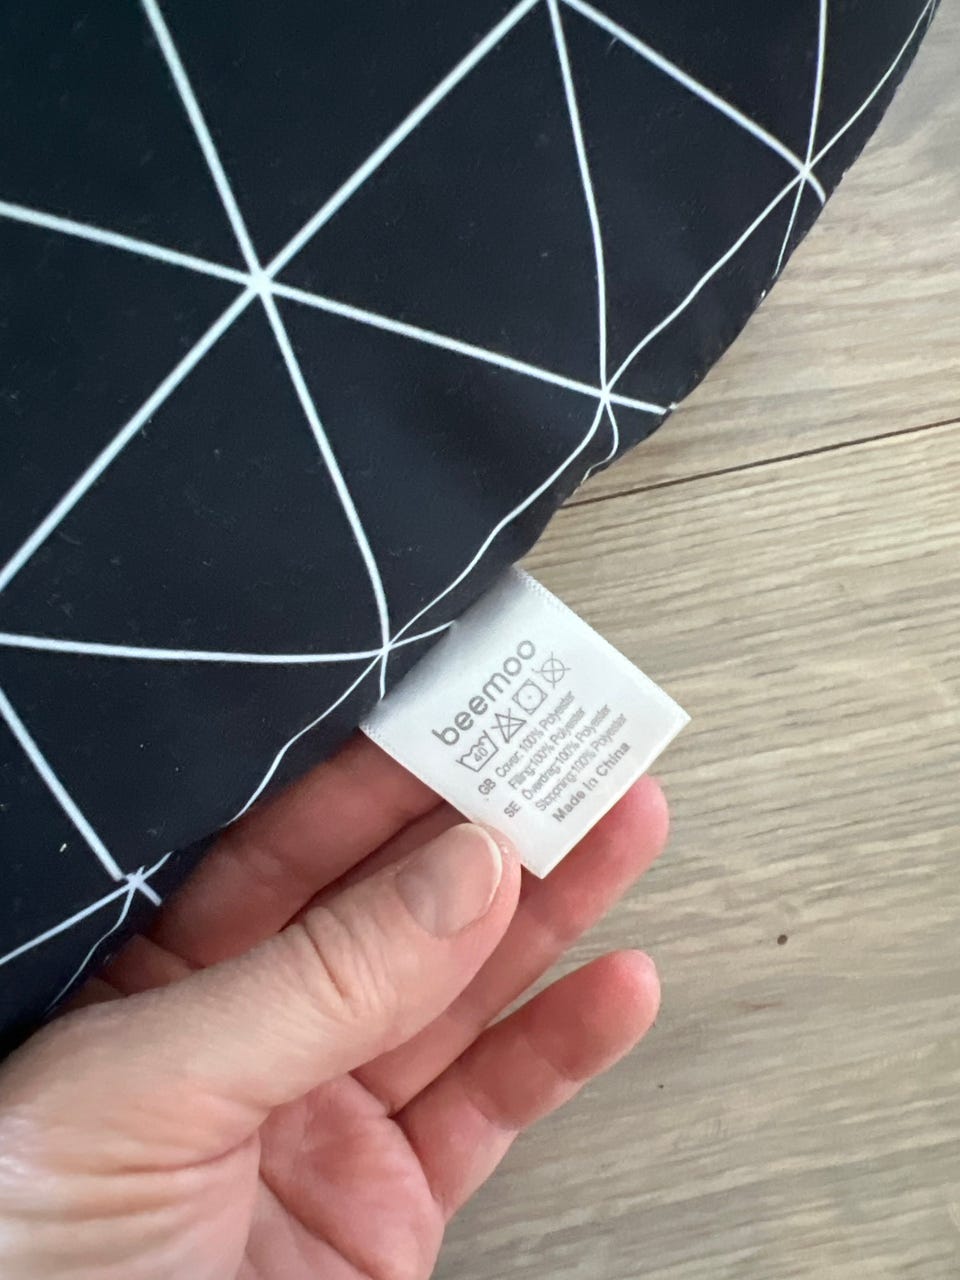 beemoo
40
GB Cover:100% Polyester
Filling:100% Polyester
SE Överdrag:100% Polyester
Stoppning:100% Polyester
Made In China